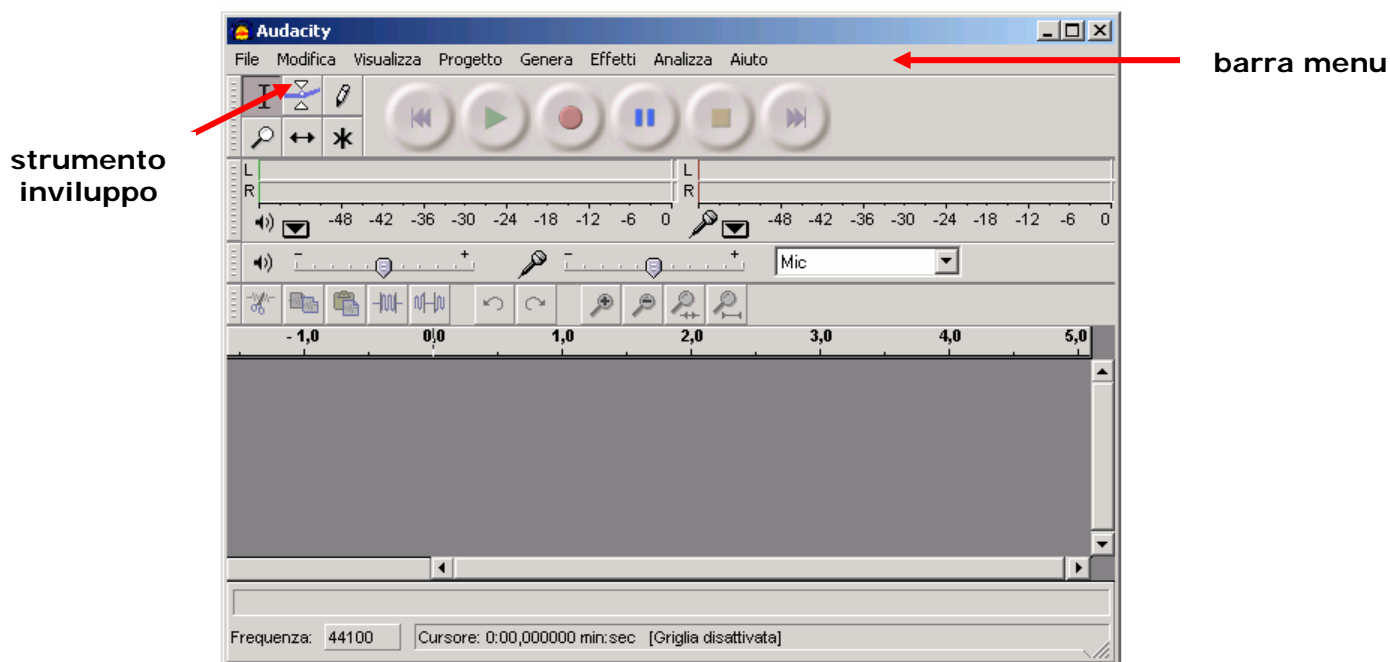 Audacity
File Modifica Visualizza Progetto Genera Effetti Analizza Aiuto
barra menu
strumento
inviluppo
L L
R R
-48 -42 -36 -30 -24 -18 -12 -6 0 -48 -42 -36 -30 -24 -18 -12 -6 0
- + - + Mic
- 1,0 0,0 1,0 2,0 3,0 4,0 5,0
Frequenza: 44100 Cursore: 0:00,000000 min:sec [Griglia disattivata]